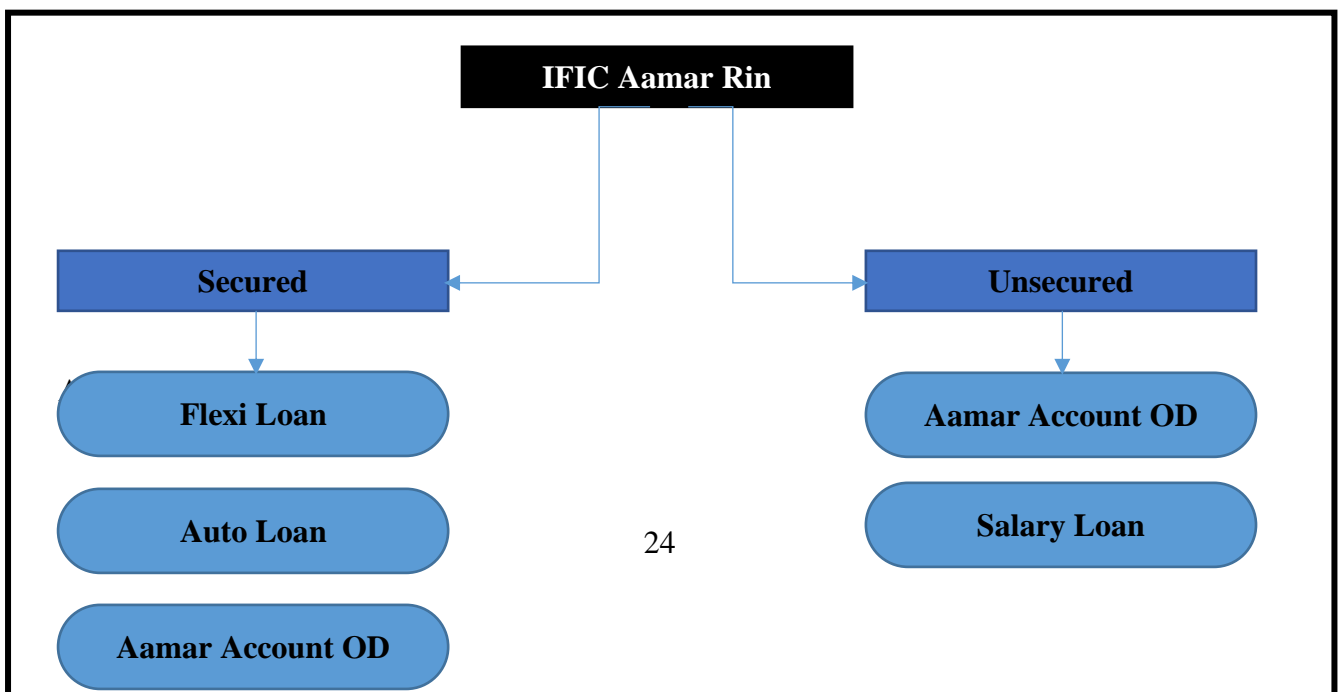 IFIC Aamar Rin
Secured
Unsecured
Flexi Loan
Aamar Account OD
Auto Loan
Salary Loan
24
Aamar Account OD